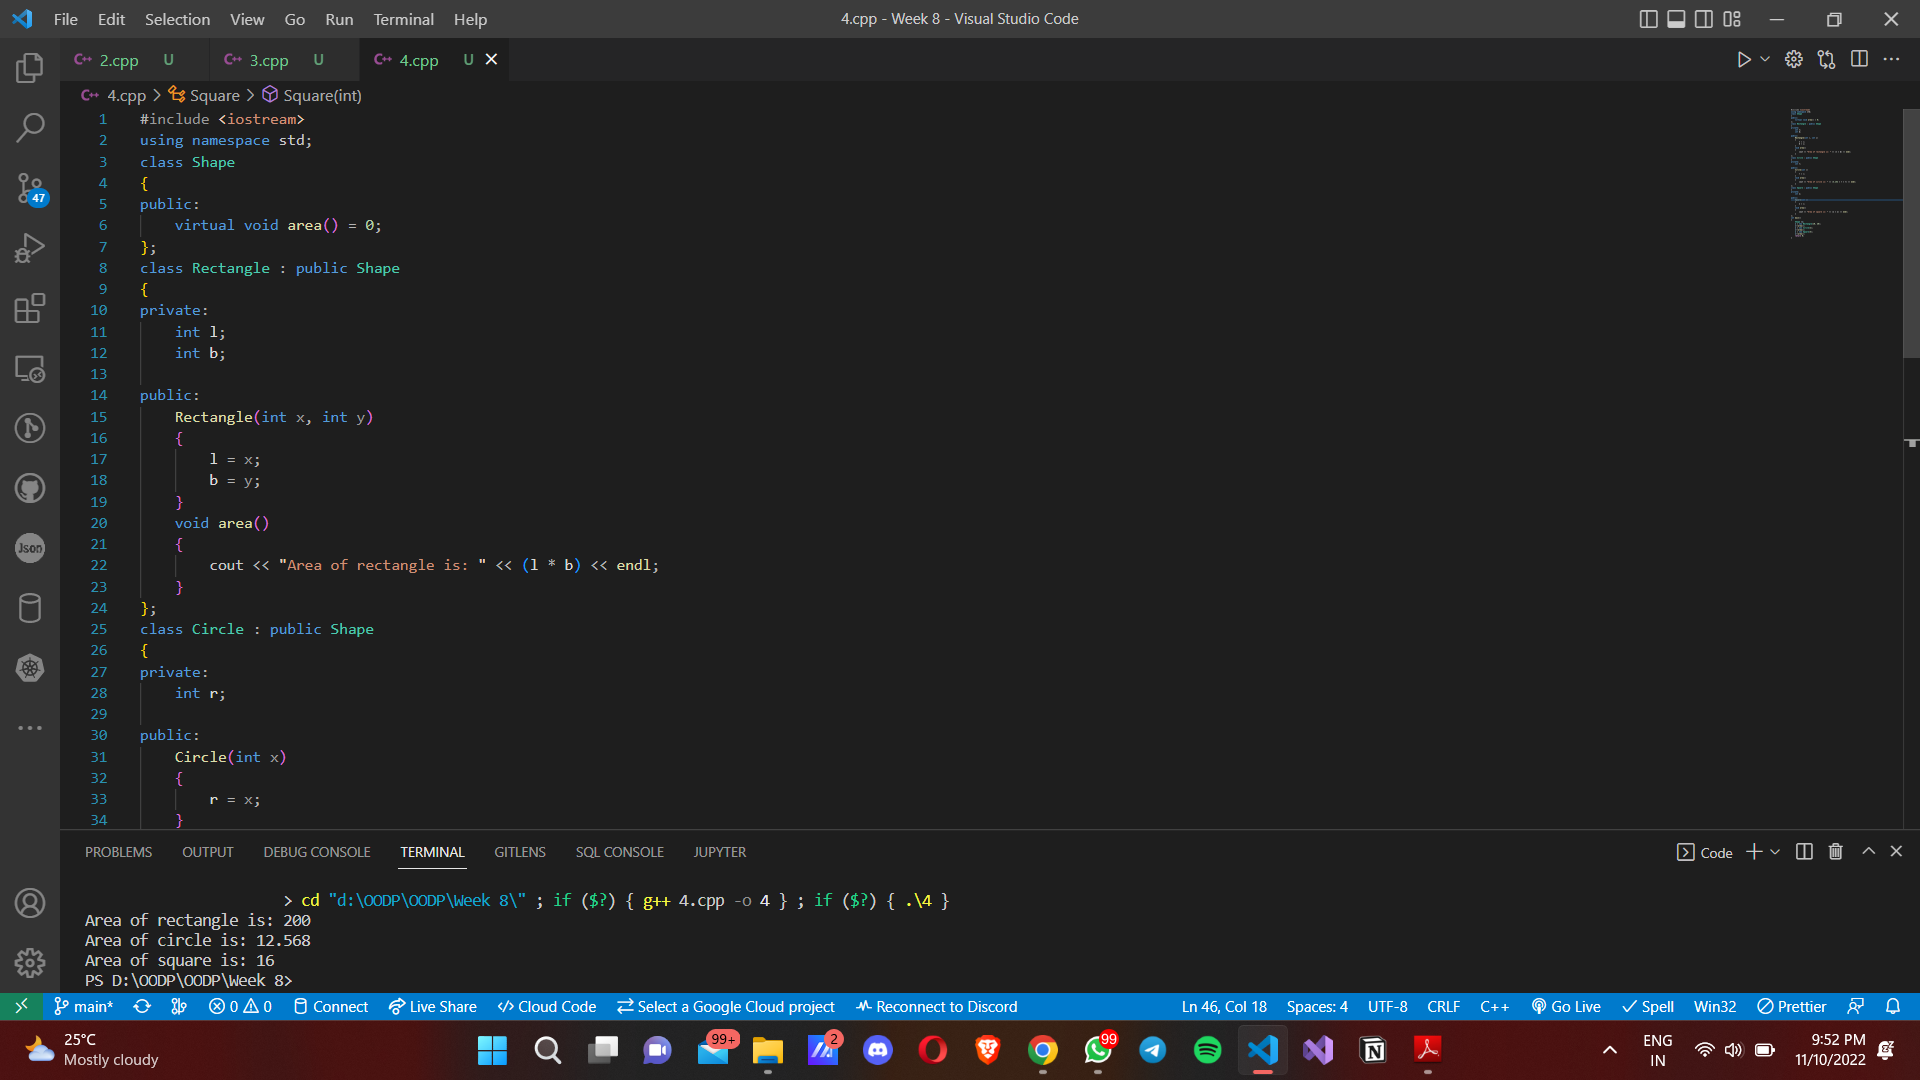 File Edit Selection View Go Run Terminal Help
4.cpp - Week 8 - Visual Studio Code
2.cpp U 3.cpp U 4.cpp U
4.cpp > Square > Square(int)
1 #include <iostream>
2 using namespace std;
3 class Shape
4 {
5 public:
6 virtual void area() = 0;
7 };
8 class Rectangle : public Shape
9 {
10 private:
11 int l;
12 int b;
13
14 public:
15 Rectangle(int x, int y)
16 {
17 l = x;
18 b = y;
19 }
20 void area()
21 {
22 cout << "Area of rectangle is: " << (l * b) << endl;
23 }
24 };
25 class Circle : public Shape
26 {
27 private:
28 int r;
29
30 public:
31 Circle(int x)
32 {
33 r = x;
34 }
47
Json
PROBLEMS OUTPUT DEBUG CONSOLE TERMINAL GITLENS SQL CONSOLE JUPYTER
Code
> cd "d:\OODP\OODP\Week 8\" ; if ($?) { g++ 4.cpp -o 4 } ; if ($?) { .\4 }
Area of rectangle is: 200
Area of circle is: 12.568
Area of square is: 16
PS D:\OODP\OODP\Week 8>
main* 0 0 Connect Live Share Cloud Code Select a Google Cloud project Reconnect to Discord Ln 46, Col 18 Spaces: 4 UTF-8 CRLF C++ Go Live Spell Win32 Prettier
25°C
Mostly cloudy
99+ 2 99
ENG
IN
9:52 PM
11/10/2022